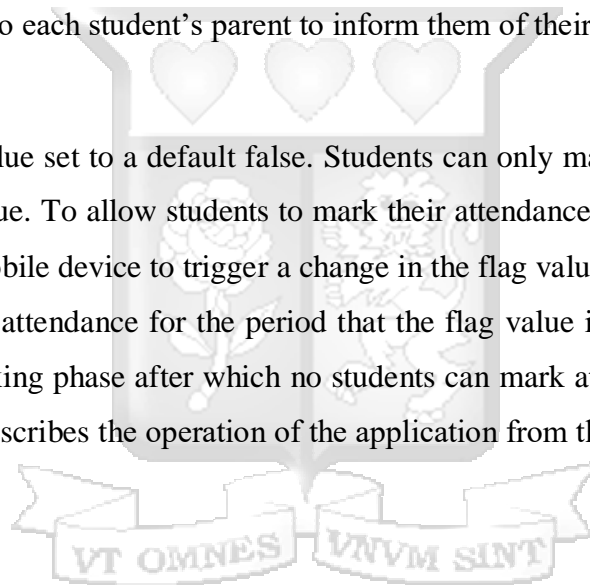 o each student’s parent to inform them of their
lue set to a default false. Students can only ma
ue. To allow students to mark their attendance
obile device to trigger a change in the flag valu
attendance for the period that the flag value i
king phase after which no students can mark a
scribes the operation of the application from th
VT OMNES VNVM SINT